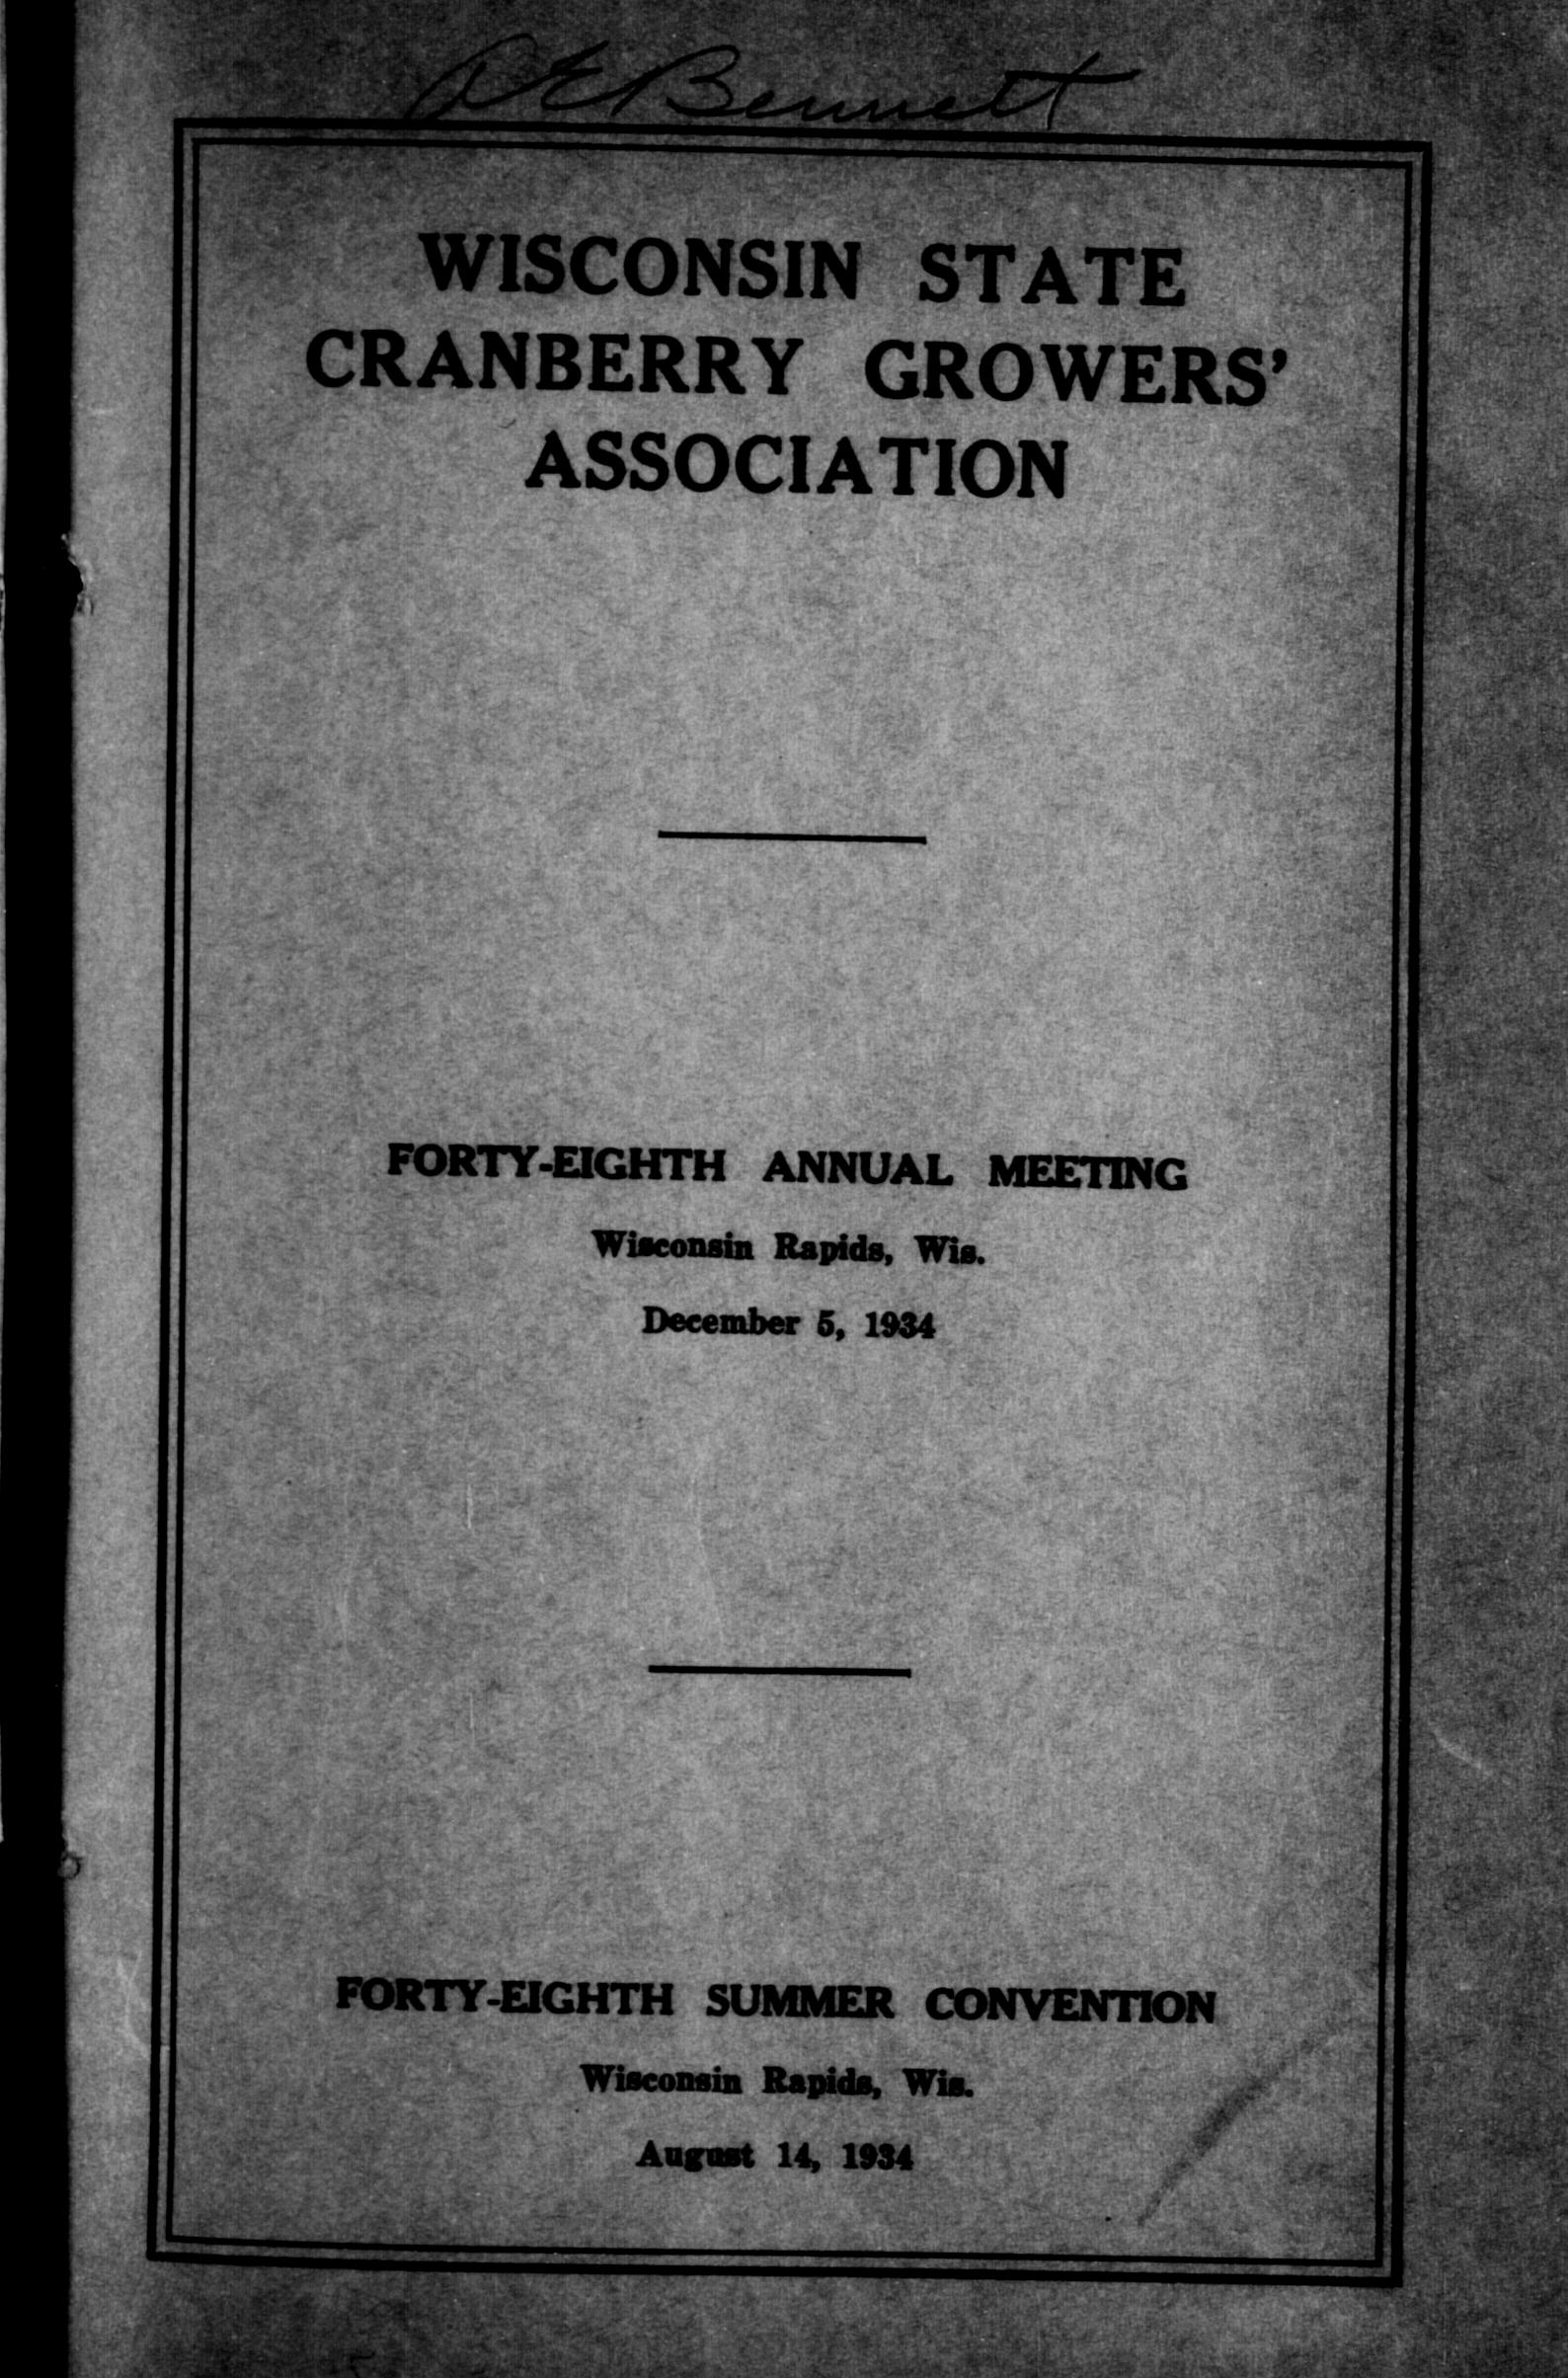 A E Bennett
WISCONSIN STATE
CRANBERRY GROWERS'
ASSOCIATION
FORTY-EIGHTH ANNUAL MEETING
Wisconsin Rapids, Wis.
December 5, 1934
FORTY-EIGHTH SUMMER CONVENTION
Wisconsin Rapids, Wis.
August 14, 1934